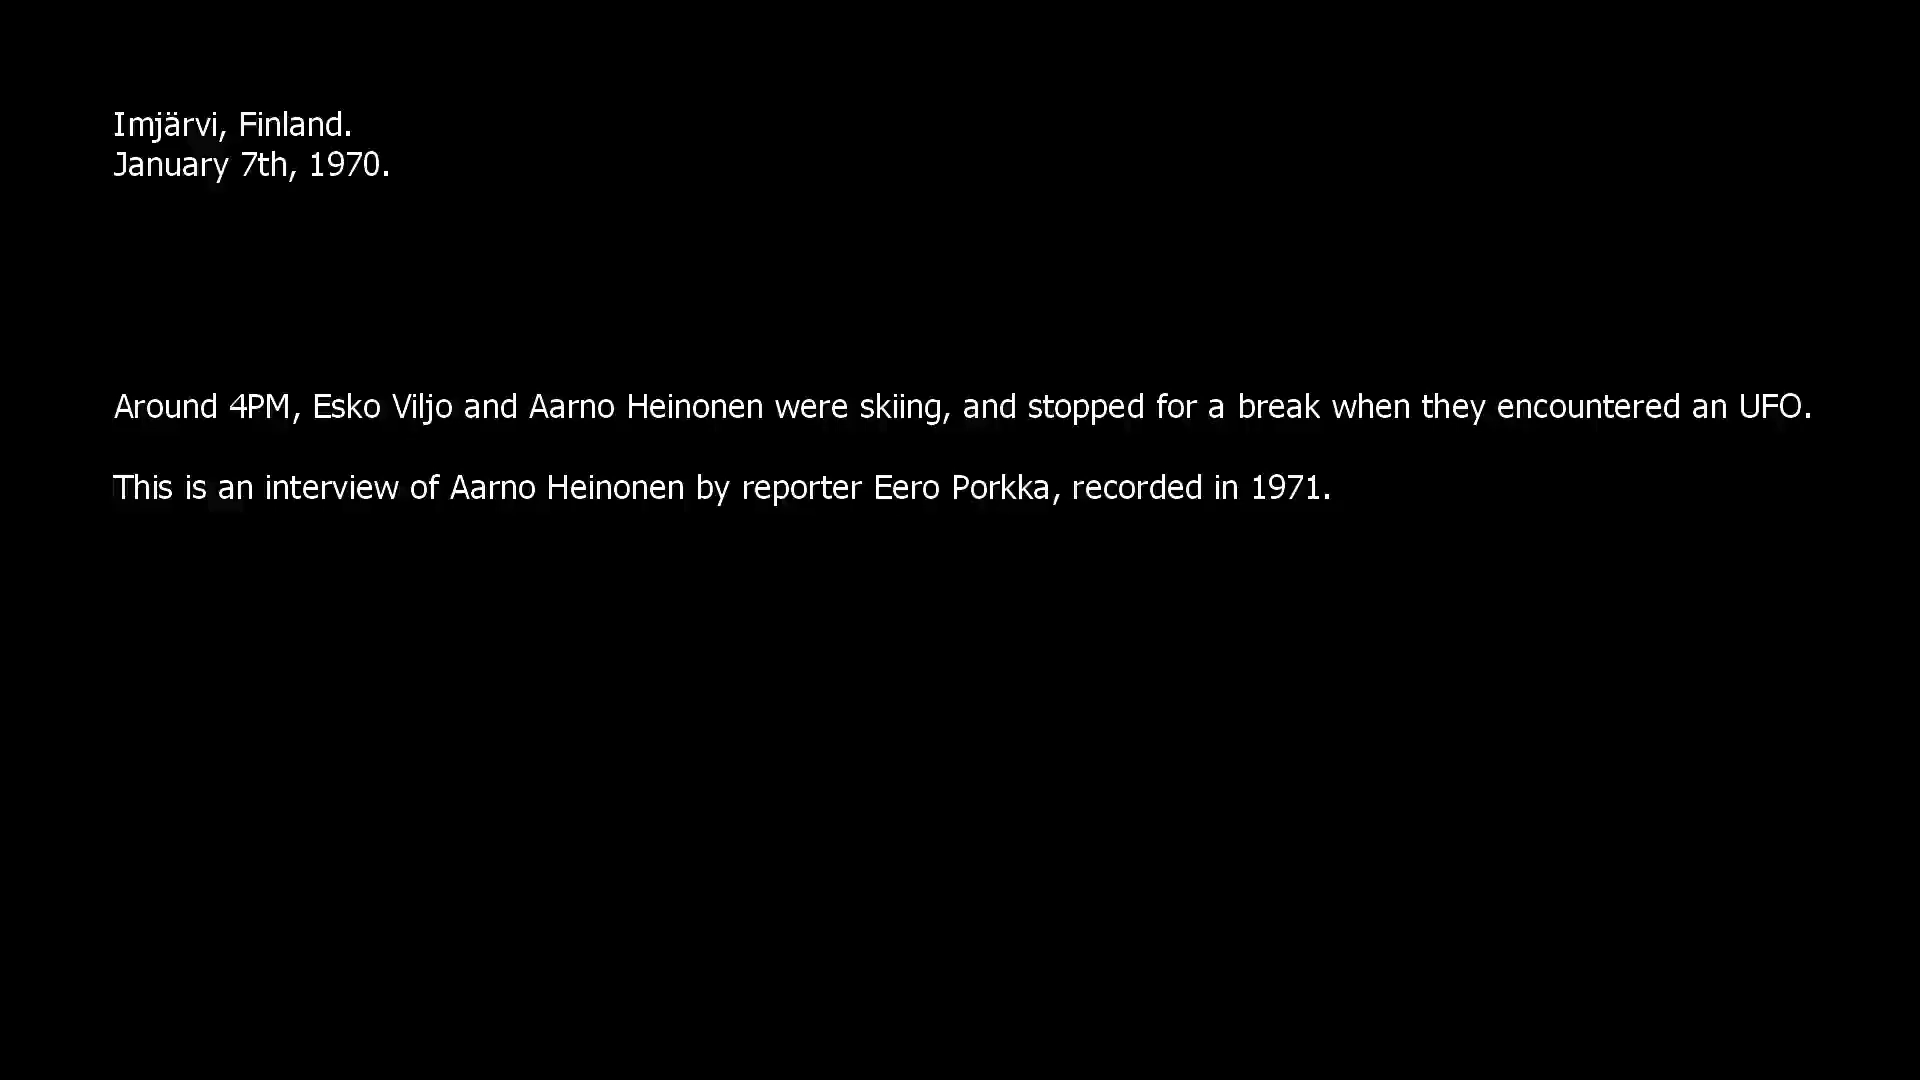 Imjärvi, Finland.
January 7th, 1970.
Around 4PM, Esko Viljo and Aarno Heinonen were skiing, and stopped for a break when they encountered an UFO.
This is an interview of Aarno Heinonen by reporter Eero Porkka, recorded in 1971.